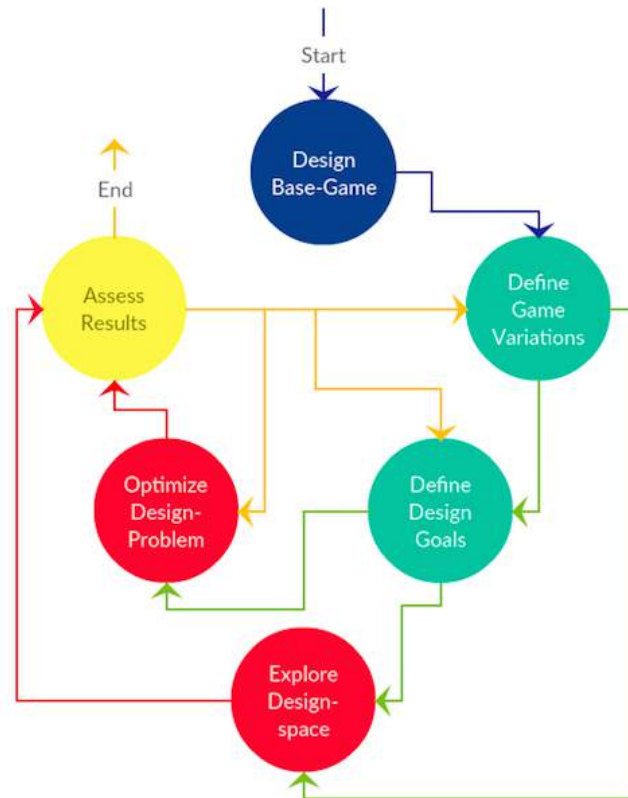 Start
Design
Base-Game
End
Assess
Results
Define
Game
Variations
Optimize
Design-
Problem
Define
Design
Goals
Explore
Design-
space